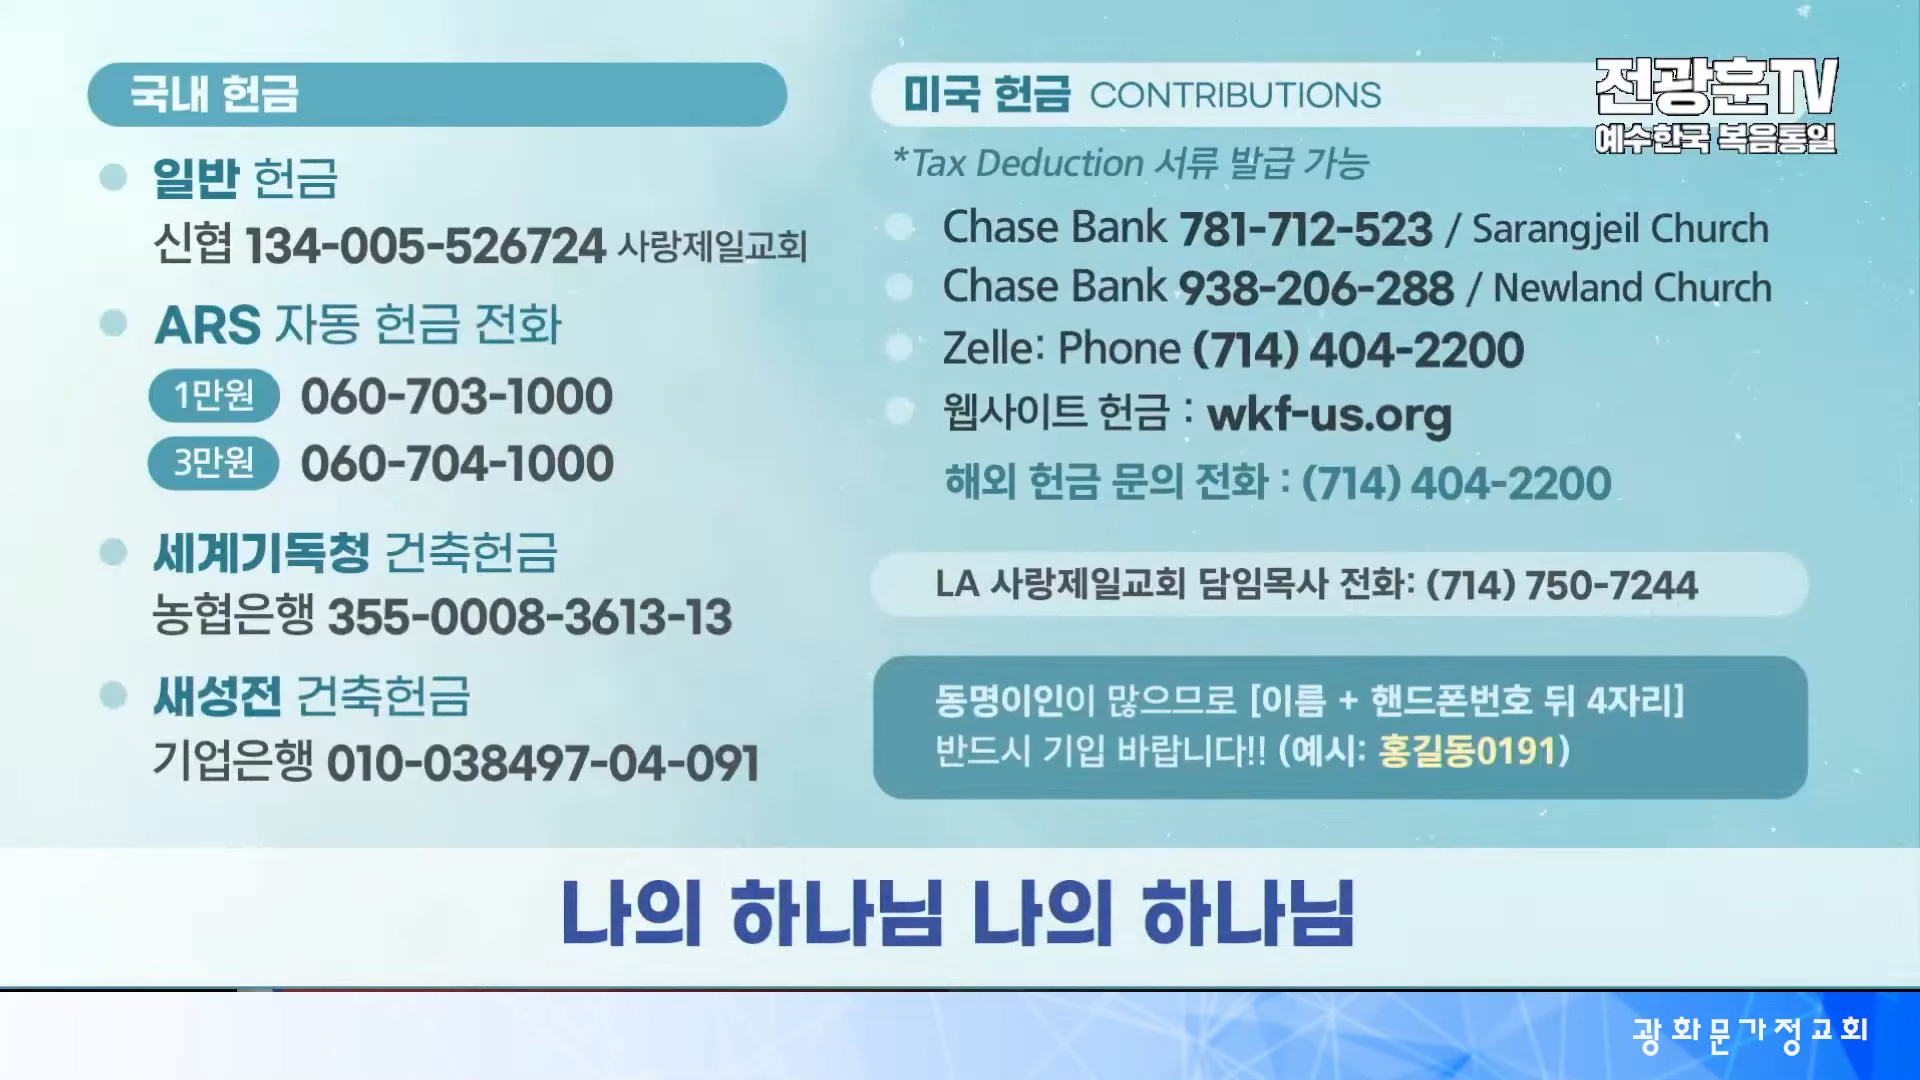 국내 헌금
일반 헌금
신협 134-005-526724 사랑제일교회
ARS 자동 헌금 전화
1만원 060-703-1000
3만원 060-704-1000
세계기독청 건축헌금
농협은행 355-0008-3613-13
새성전 건축헌금
기업은행 010-038497-04-091
미국 헌금 CONTRIBUTIONS
*Tax Deduction 서류 발급 가능
Chase Bank 781-712-523 / Sarangjeil Church
Chase Bank 938-206-288 / Newland Church
Zelle: Phone (714) 404-2200
웹사이트 헌금 : wkf-us.org
해외 헌금 문의 전화 : (714) 404-2200
LA 사랑제일교회 담임목사 전화: (714) 750-7244
동명이인이 많으므로 [이름 + 핸드폰번호 뒤 4자리]
반드시 기입 바랍니다!! (예시: 홍길동0191)
전광훈TV
예수한국 복음통일
나의 하나님 나의 하나님
광화문가정교회